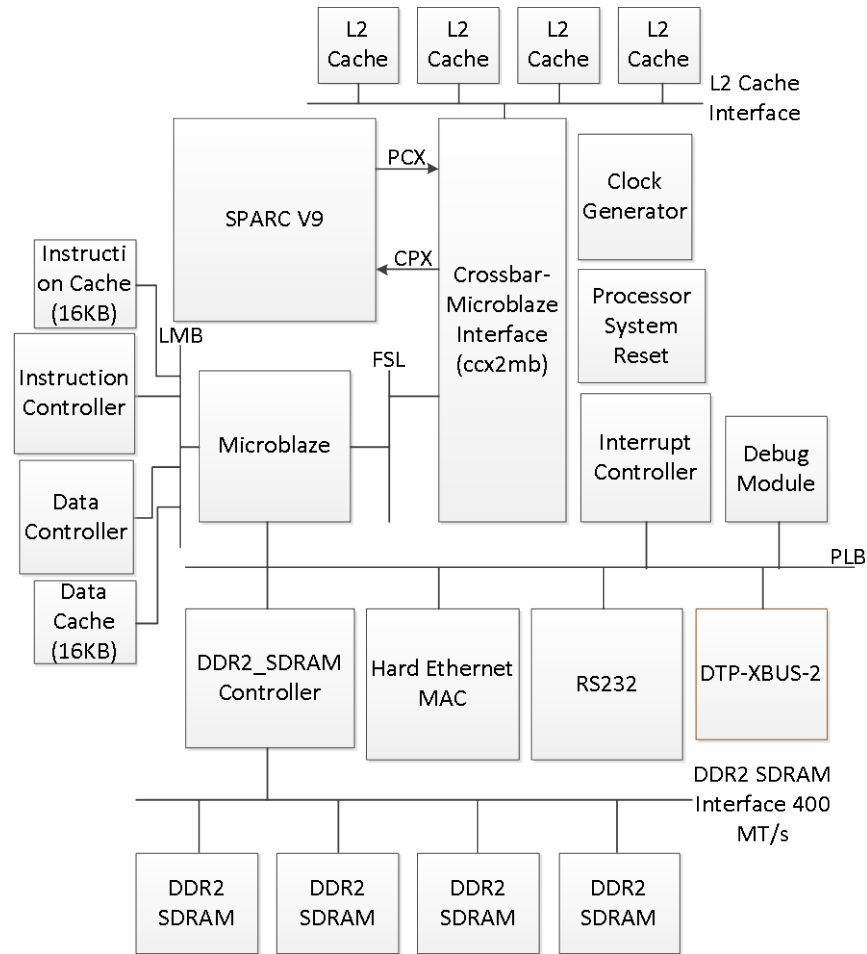 L2
Cache
L2
Cache
L2
Cache
L2
Cache
L2 Cache
Interface
SPARC V9
PCX
CPX
Crossbar-
Microblaze
Interface
(ccx2mb)
Clock
Generator
Processor
System
Reset
Instructi
on Cache
(16KB)
LMB
Instruction
Controller
Microblaze
FSL
Interrupt
Controller
Debug
Module
Data
Controller
Data
Cache
(16KB)
PLB
DDR2_SDRAM
Controller
Hard Ethernet
MAC
RS232
DTP-XBUS-2
DDR2 SDRAM
Interface 400
MT/s
DDR2
SDRAM
DDR2
SDRAM
DDR2
SDRAM
DDR2
SDRAM